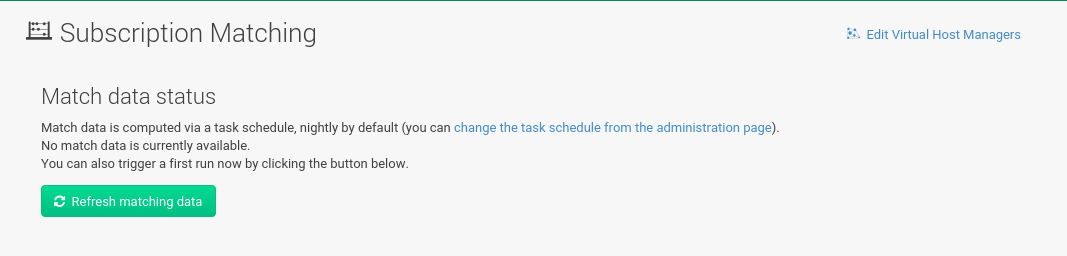 Subscription Matching
Edit Virtual Host Managers
Match data status
Match data is computed via a task schedule, nightly by default (you can change the task schedule from the administration page).
No match data is currently available.
You can also trigger a first run now by clicking the button below.
Refresh matching data